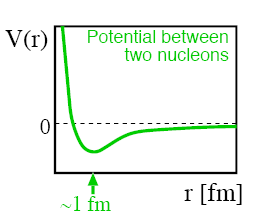 V(r)
Potential between
two nucleons
0
~1 fm
r [fm]